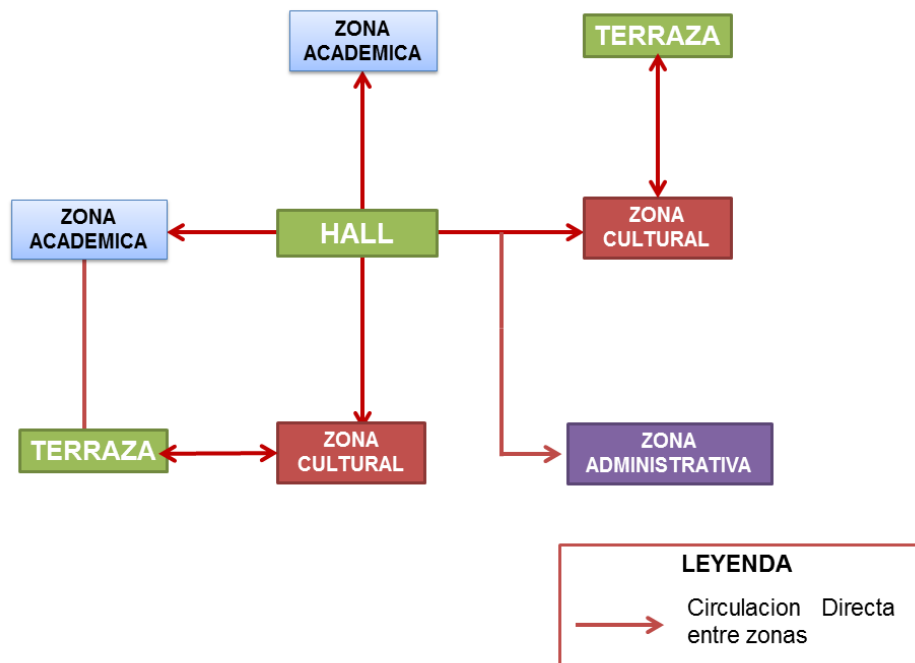 ZONA
ACADEMICA
TERRAZA
ZONA
ACADEMICA
HALL
ZONA
CULTURAL
TERRAZA
ZONA
CULTURAL
ZONA
ADMINISTRATIVA
LEYENDA
Circulacion Directa
entre zonas